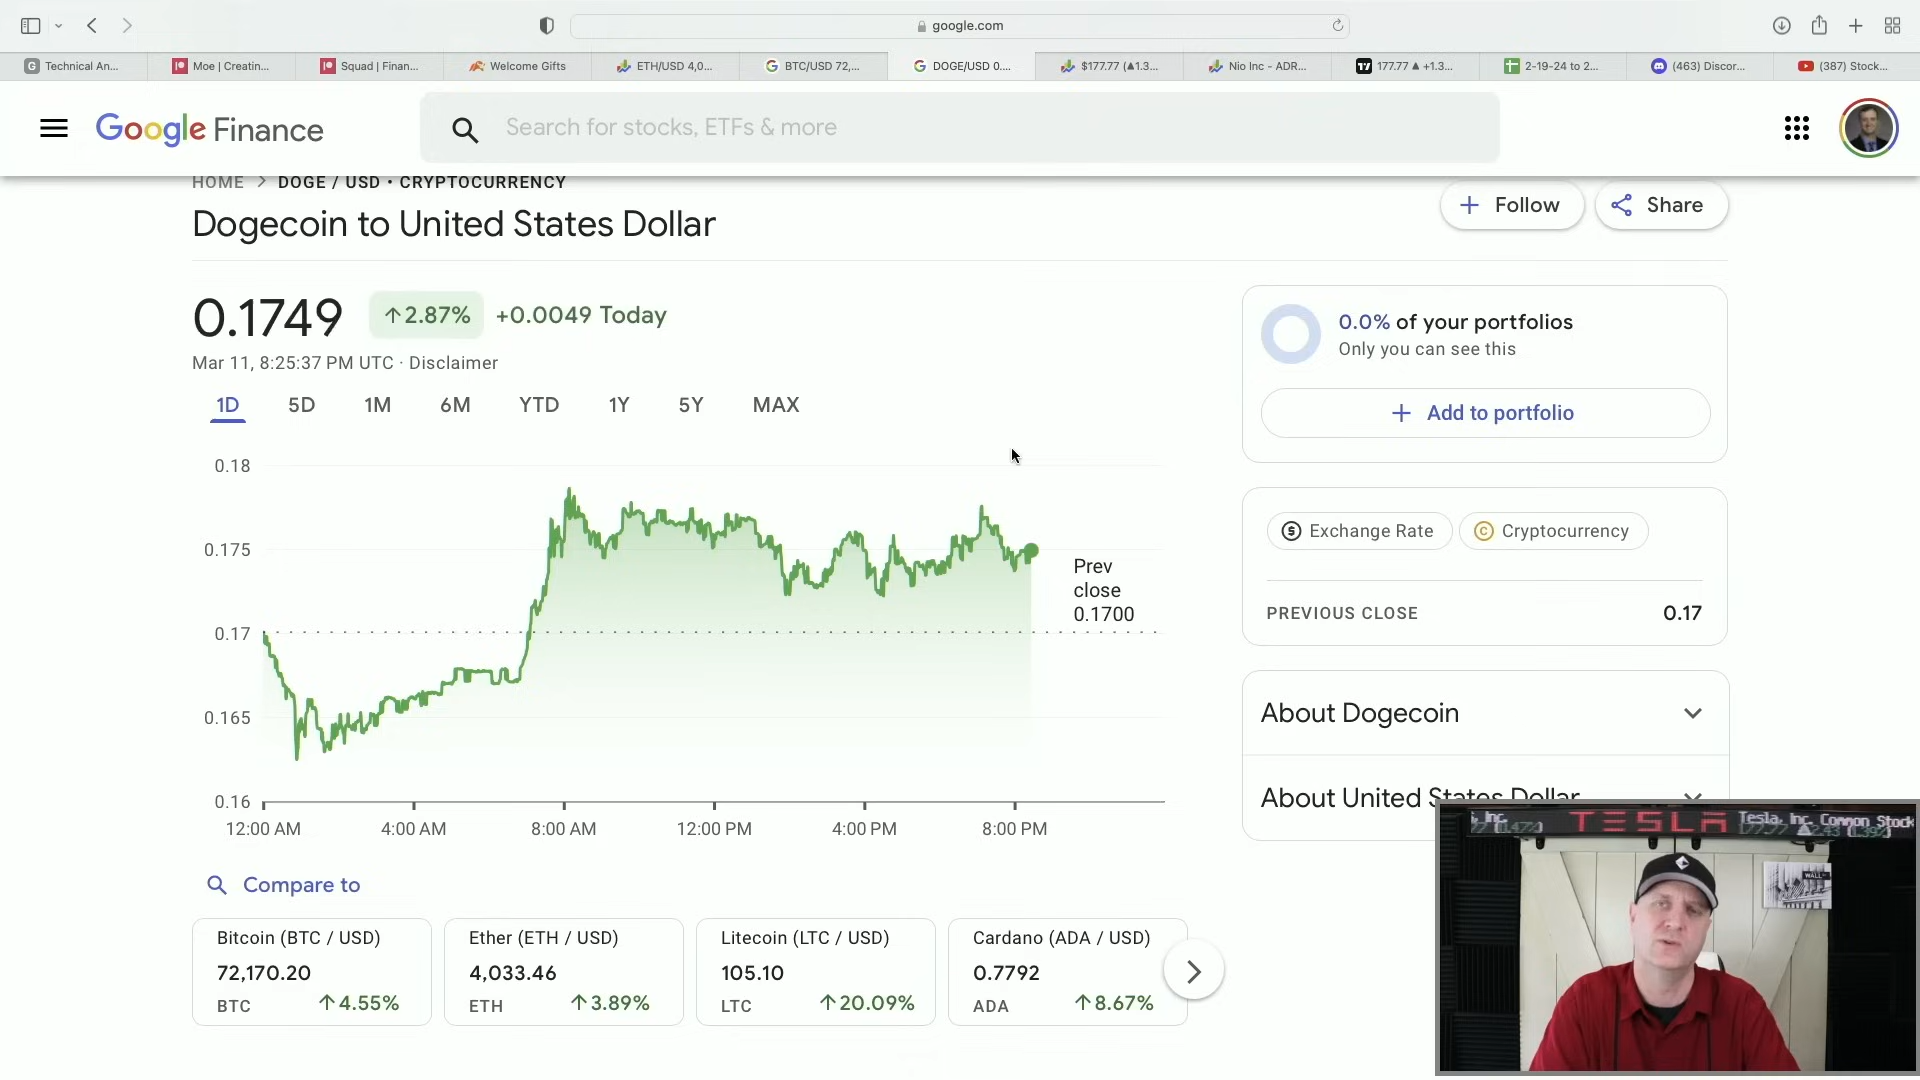 google.com
Technical An...
Moe | Creatin...
Squad | Finan...
Welcome Gifts
ETH/USD 4,0...
BTC/USD 72,...
DOGE/USD 0....
$177.77 (▲1.3...
Nio Inc - ADR...
177.77 ▲ +1.3...
2-19-24 to 2...
(463) Discor...
(387) Stock...
Google Finance
Search for stocks, ETFs & more
HOME > DOGE / USD • CRYPTOCURRENCY
Dogecoin to United States Dollar
+ Follow
Share
0.1749 ↑2.87% +0.0049 Today
Mar 11, 8:25:37 PM UTC · Disclaimer
1D 5D 1M 6M YTD 1Y 5Y MAX
0.18
0.175
0.17
0.165
0.16
Prev
close
0.1700
12:00 AM 4:00 AM 8:00 AM 12:00 PM 4:00 PM 8:00 PM
0.0% of your portfolios
Only you can see this
+ Add to portfolio
Exchange Rate
Cryptocurrency
PREVIOUS CLOSE 0.17
About Dogecoin
About United States Dollar
Compare to
Bitcoin (BTC / USD)
72,170.20
BTC ↑4.55%
Ether (ETH / USD)
4,033.46
ETH ↑3.89%
Litecoin (LTC / USD)
105.10
LTC ↑20.09%
Cardano (ADA / USD)
0.7792
ADA ↑8.67%
TESLA
Tesla, Inc. Common Stock
WALL